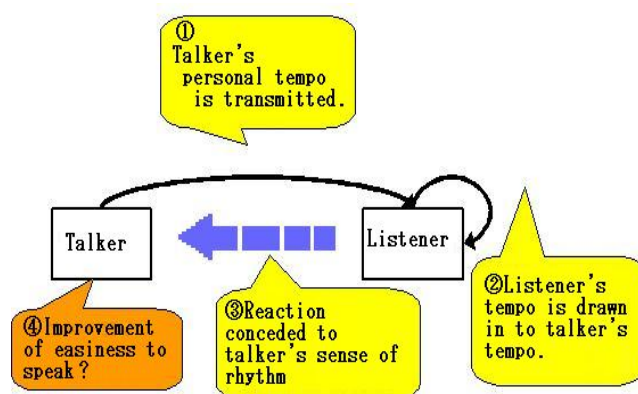 ①
Talker's
personal tempo
is transmitted.
Talker
Listener
②Listener's
tempo is drawn
in to talker's
tempo.
③Reaction
conceded to
talker's sense of
rhythm
④Improvement
of easiness to
speak?